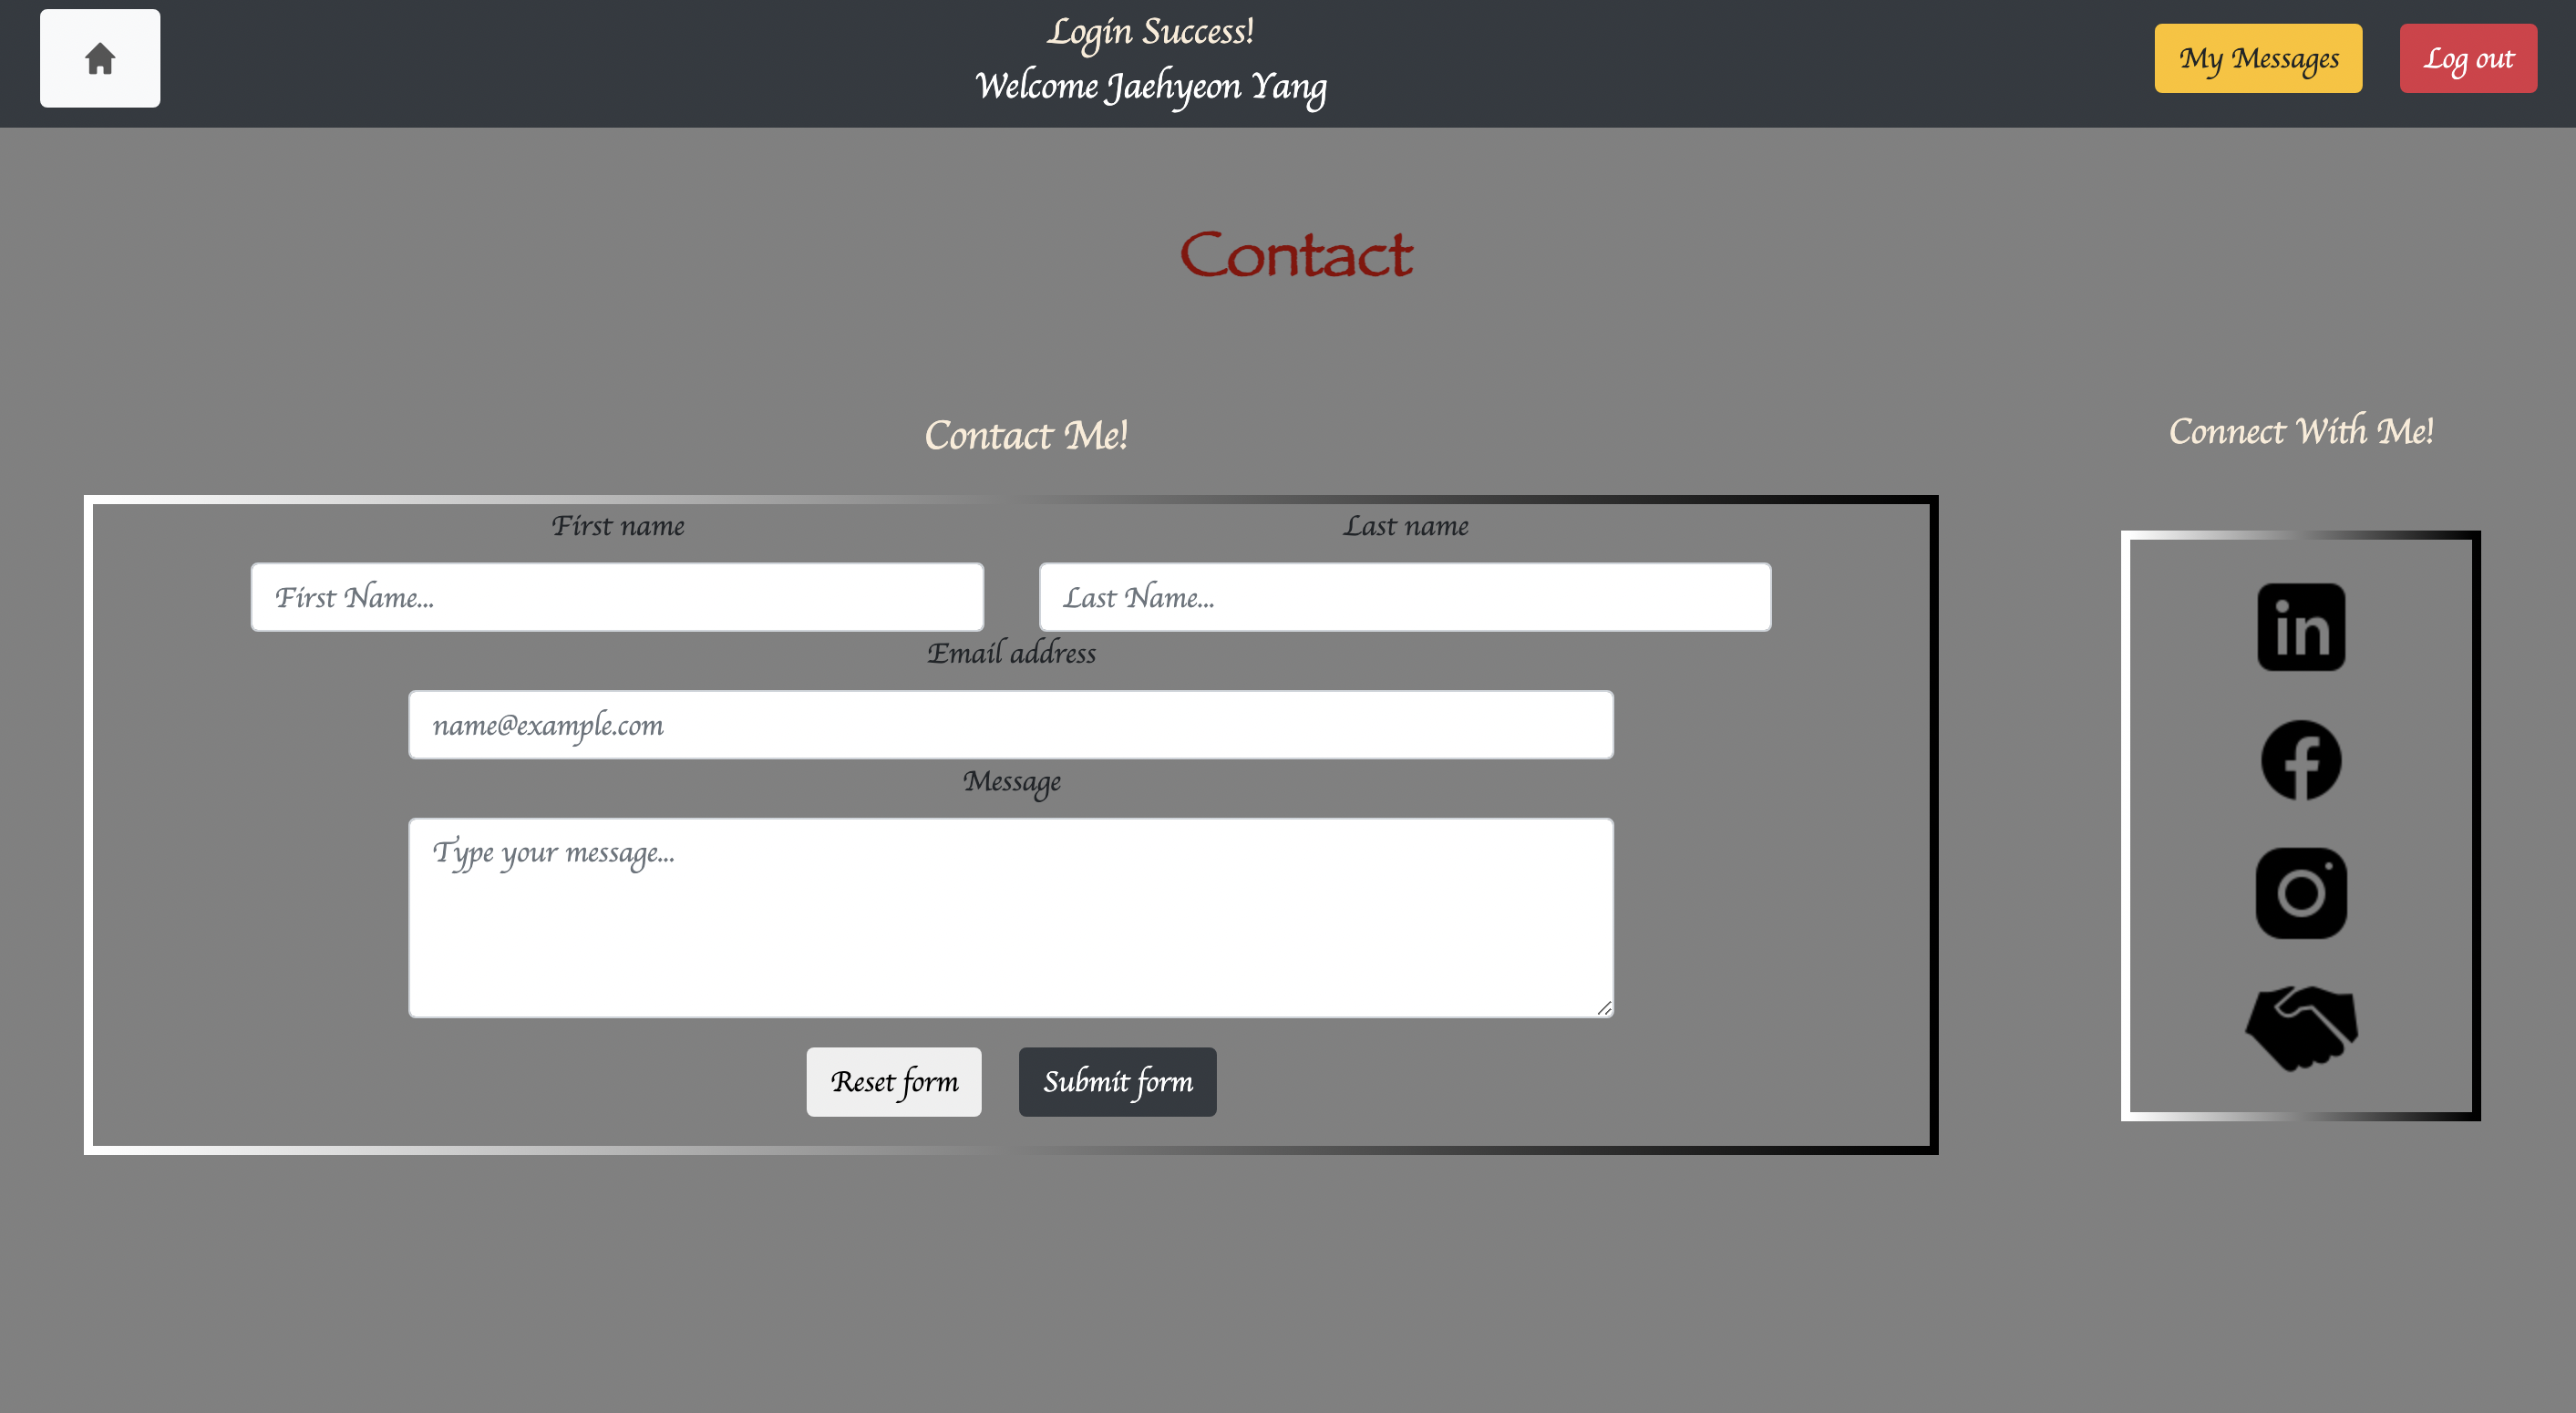 Login Success!
Welcome Jaehyeon Yang
My Messages
Log out
Contact
Contact Me!
Connect With Me!
First name
Last name
First Name...
Last Name...
Email address
name@example.com
Message
Type your message...
Reset form
Submit form
in